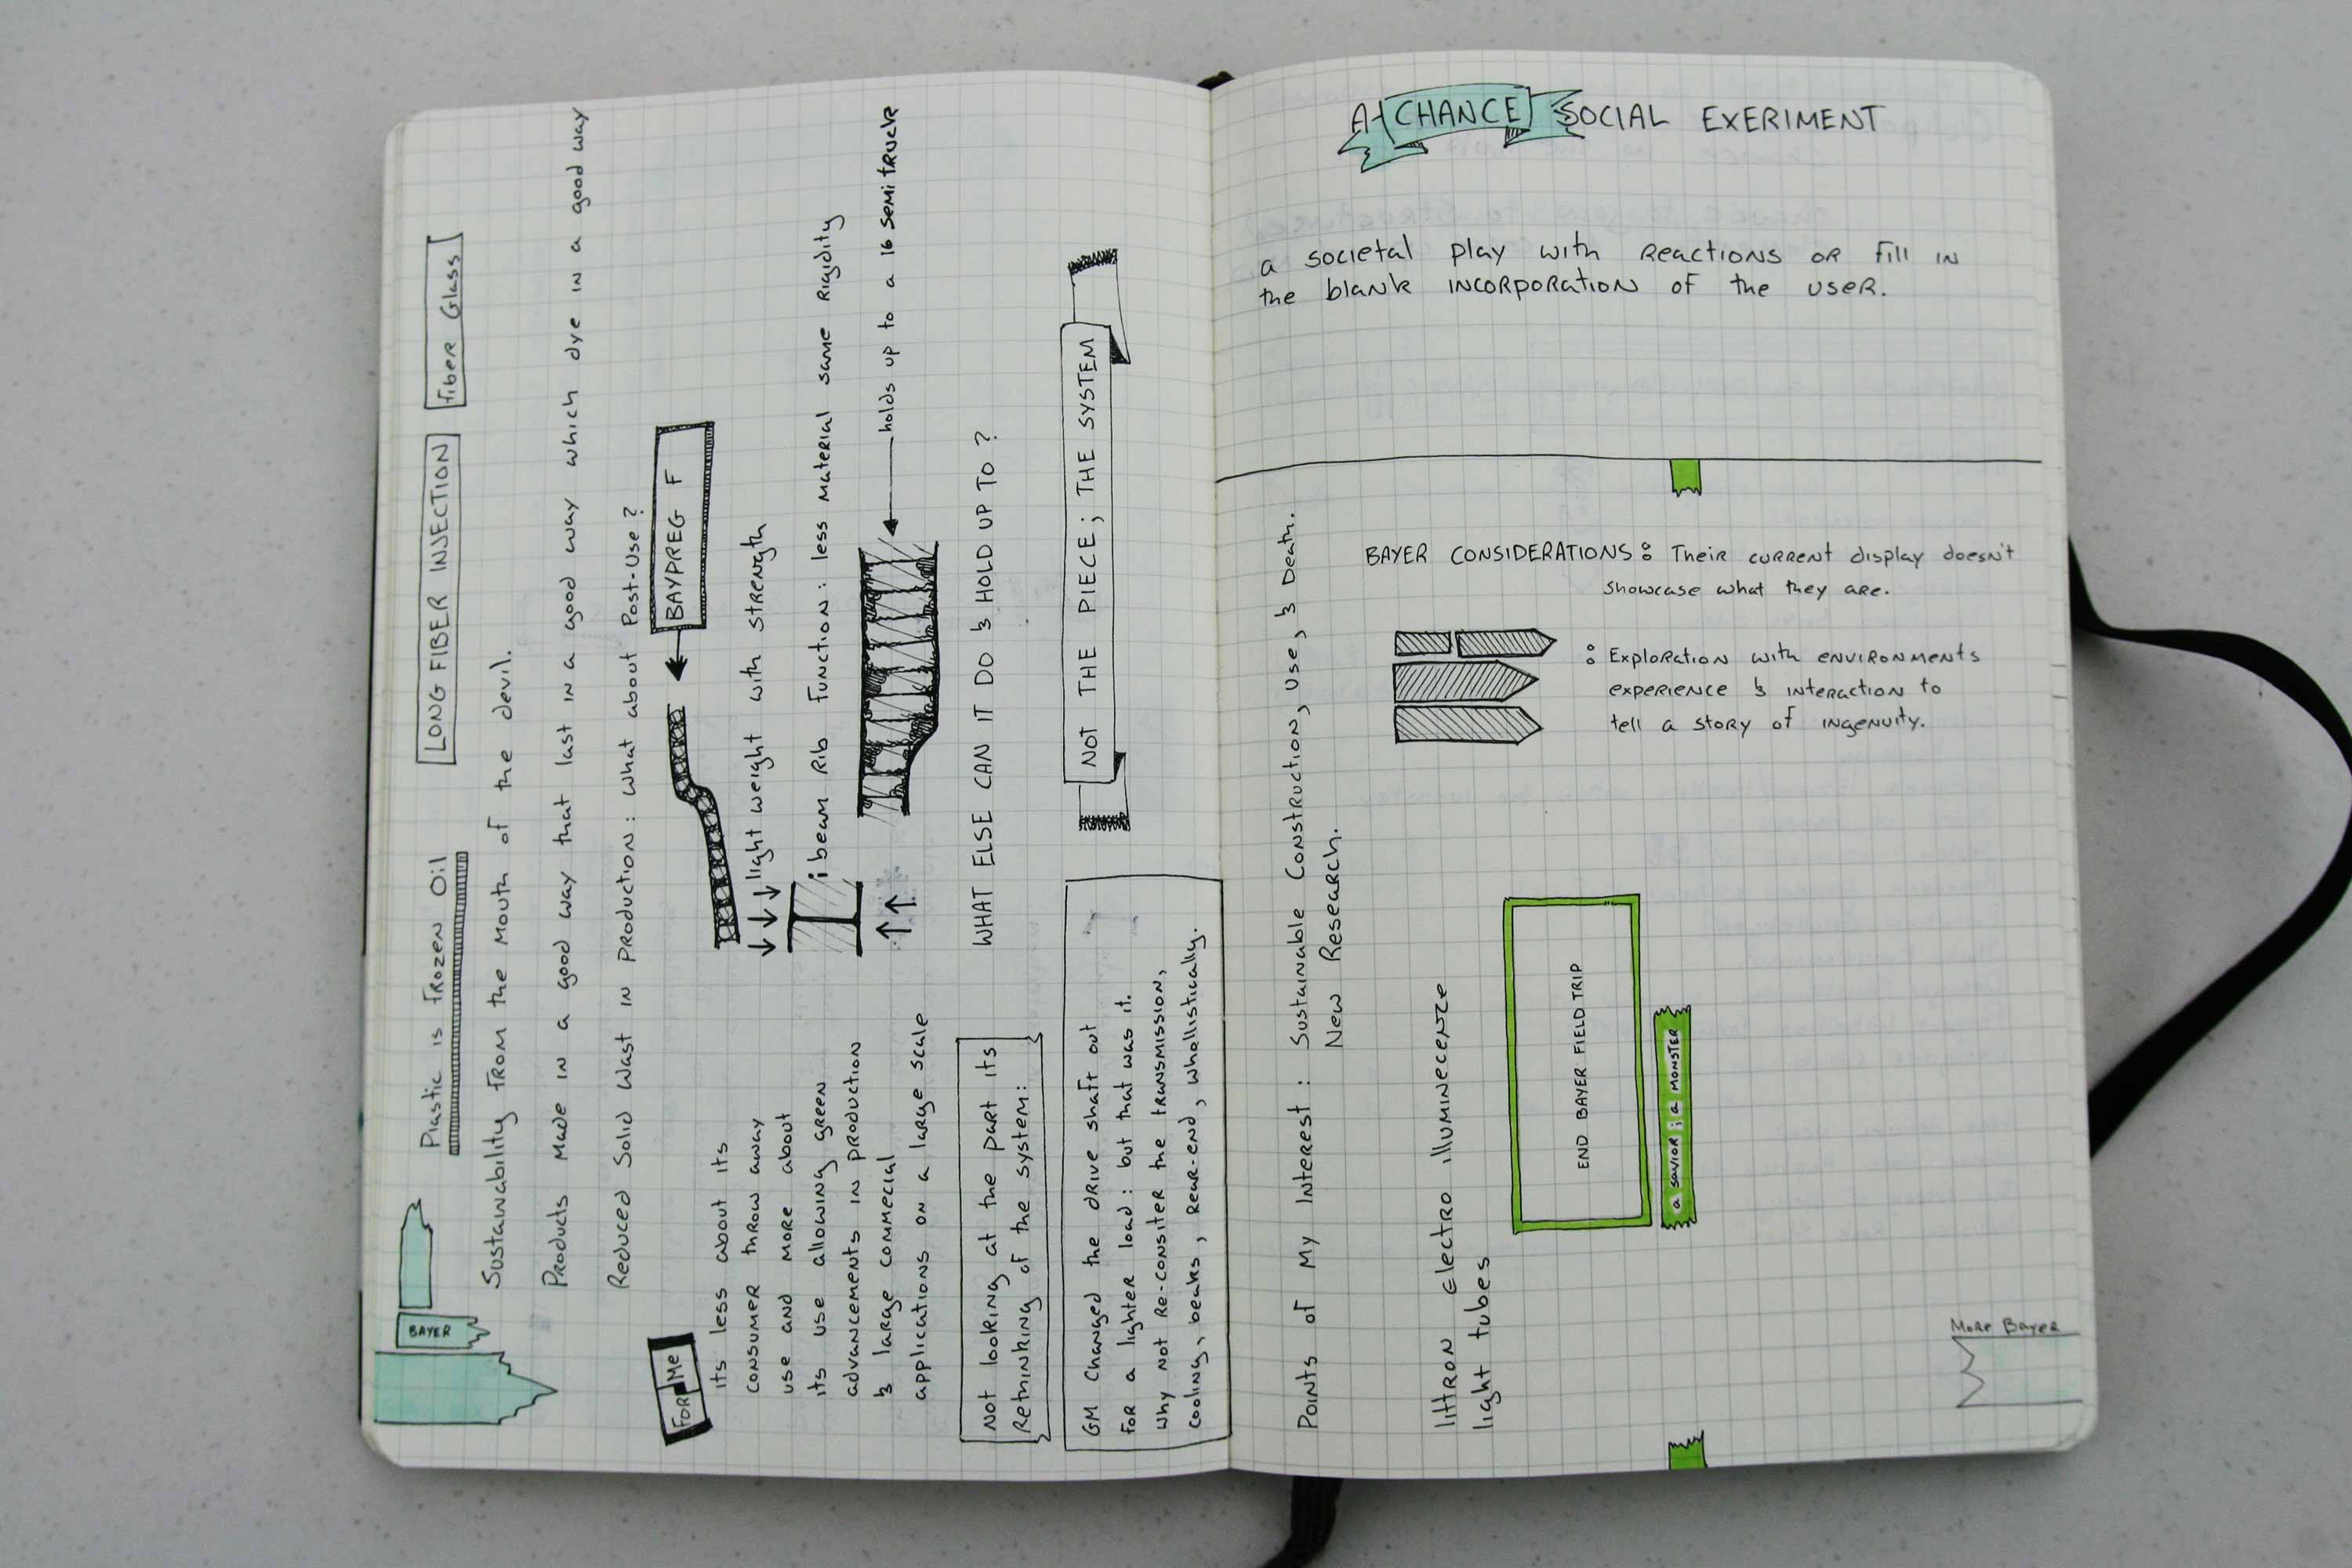 BAYER
Plastic is Frozen Oil
LONG FIBER INJECTION
Fiber Glass
Sustainability From the Mouth of the devil.
Products Made in a good way that last in a good way which dye in a good way
Reduced Solid Wast in Production: what about Post-Use?
FOR ME
its less about its
consumer throw away
use and more about
its use allowing green
advancements in production
& large commecial
applications on a large scale
BAYPREG F
light weight with strength
i beam Rib Function: less Material same Rigidity
holds up to a 16 semi truck
WHAT ELSE CAN IT DO & HOLD UP TO?
Not looking at the part its
Rethinking of the system:
NOT THE PIECE; THE SYSTEM
GM Changed the drive shaft out
For a lighter load: but that was it.
Why not Re-consiter the transmission,
cooling, beaks, rear-end, whollistically.
A CHANCE SOCIAL EXERIMENT
a societal play with reactions or fill in
the blank incorporation of the user.
Points of My Interest: Sustainable Construction, Use, & Death.
New Research.
littron electro illuminecence
light tubes
END BAYER FIELD TRIP
a savior; a monster
BAYER CONSIDERATIONS: Their current display doesn't
showcase what they are.
: Exploration with environments
experience & interaction to
tell a story of ingenuity.
More Bayer